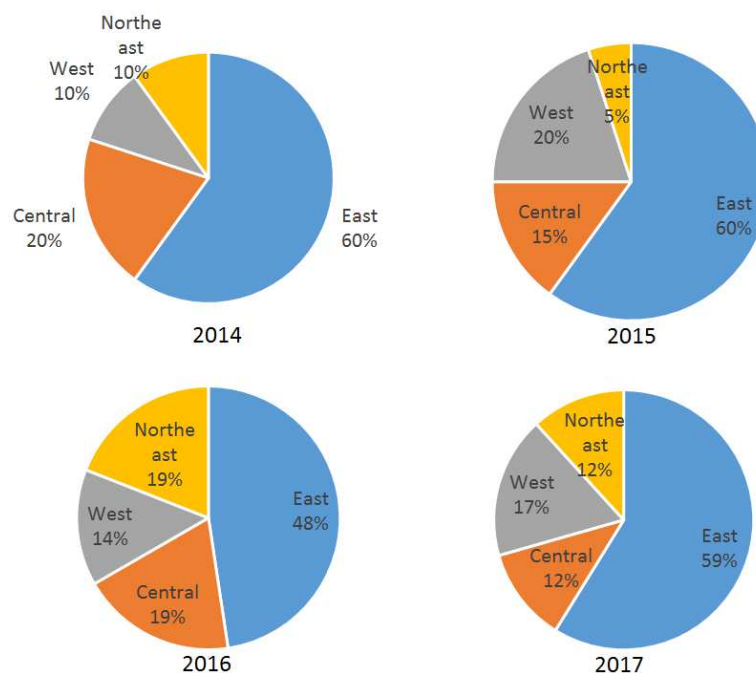 Northe
ast
10%
West
10%
Central
20%
East
60%
2014
Northe
ast
5%
West
20%
Central
15%
East
60%
2015
Northe
ast
19%
West
14%
Central
19%
East
48%
2016
Northe
ast
12%
West
17%
Central
12%
East
59%
2017